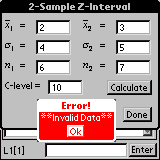 2-Sample Z-Interval
x̄₁ = 2 x̄₂ = 3
σ₁ = 4 σ₂ = 5
n₁ = 6 n₂ = 7
C-level = 10 Calculate
Error!
**Invalid Data**
Ok
Done
L1[1] Enter